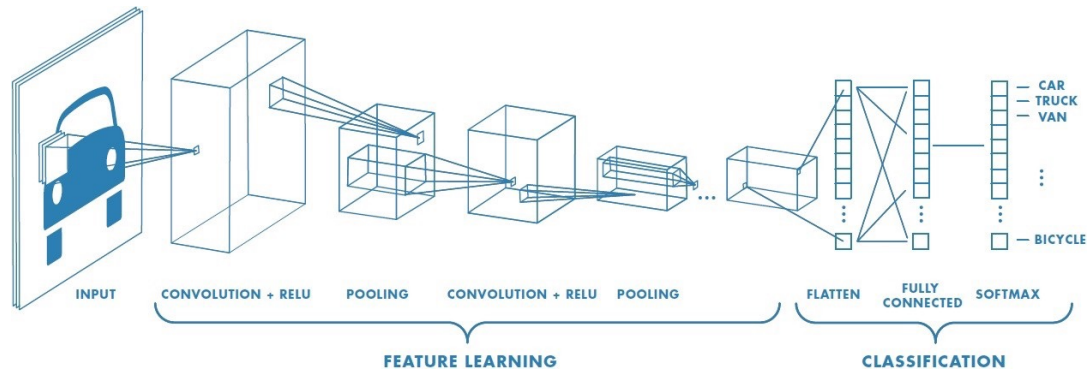 CAR
TRUCK
VAN
BICYCLE
INPUT
CONVOLUTION + RELU
POOLING
CONVOLUTION + RELU
POOLING
FLATTEN
FULLY
CONNECTED
SOFTMAX
FEATURE LEARNING
CLASSIFICATION